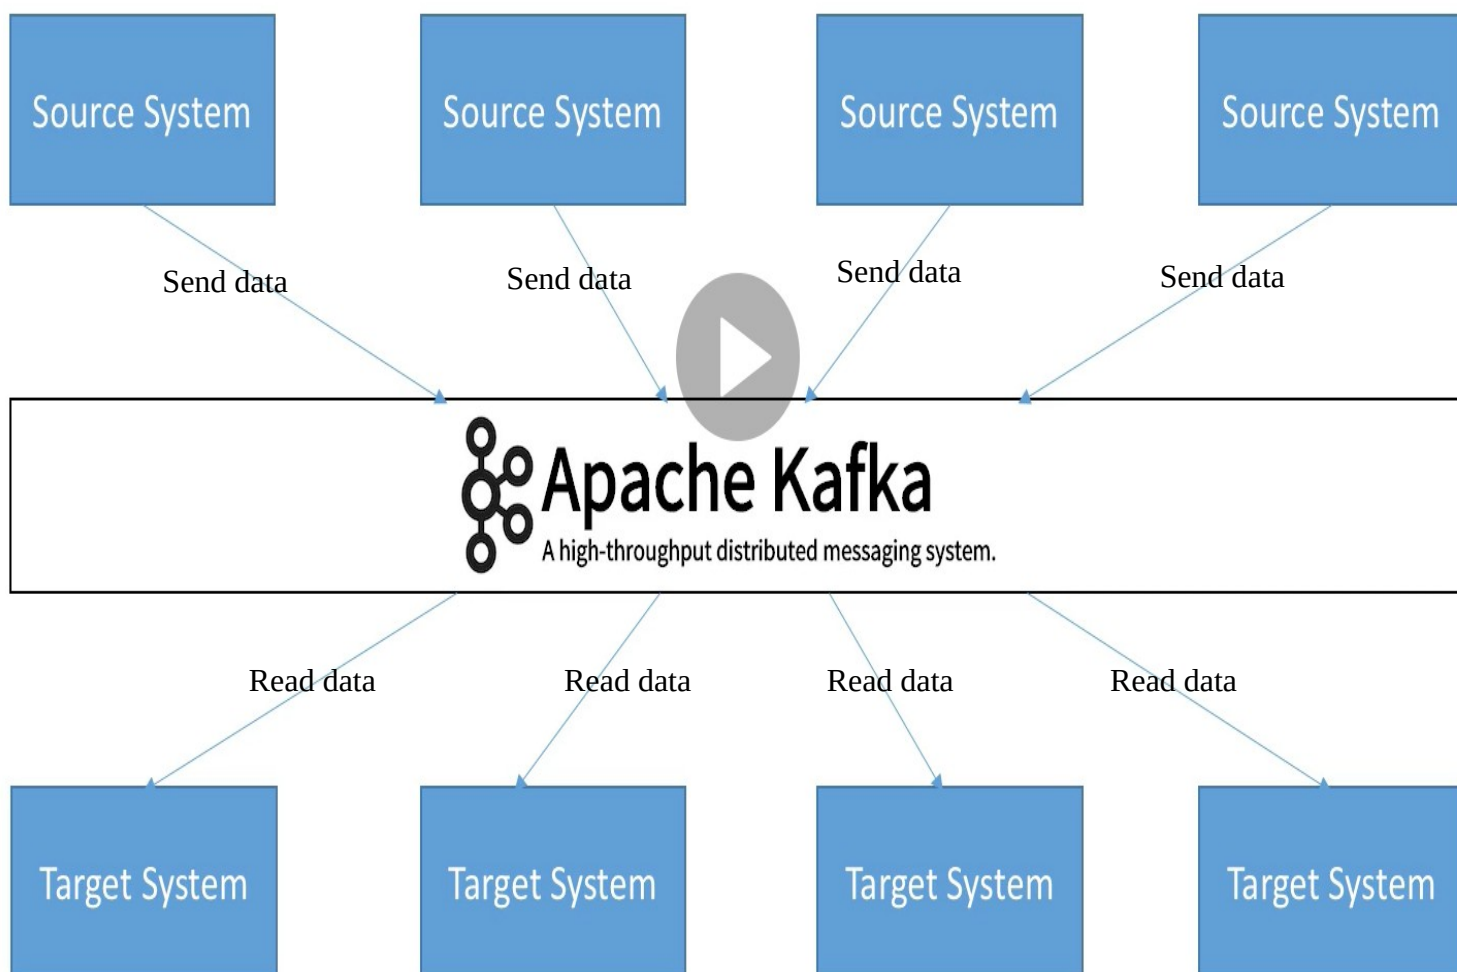 Source System
Source System
Source System
Source System
Send data
Send data
Send data
Send data
Apache Kafka
A high-throughput distributed messaging system.
Read data
Read data
Read data
Read data
Target System
Target System
Target System
Target System